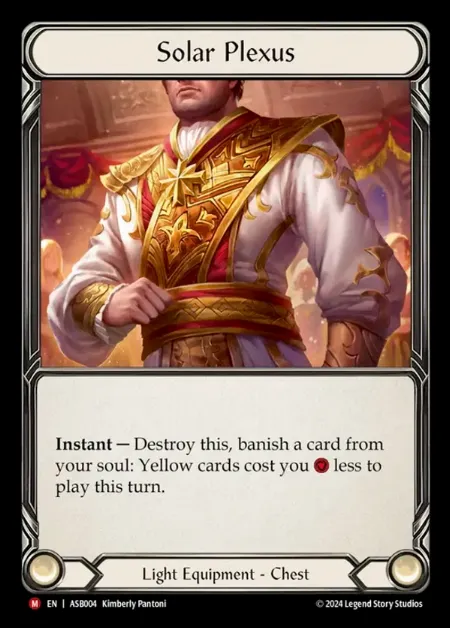 Solar Plexus
Instant — Destroy this, banish a card from
your soul: Yellow cards cost you less to
play this turn.
Light Equipment - Chest
M EN | ASB004 Kimberly Pantoni © 2024 Legend Story Studios